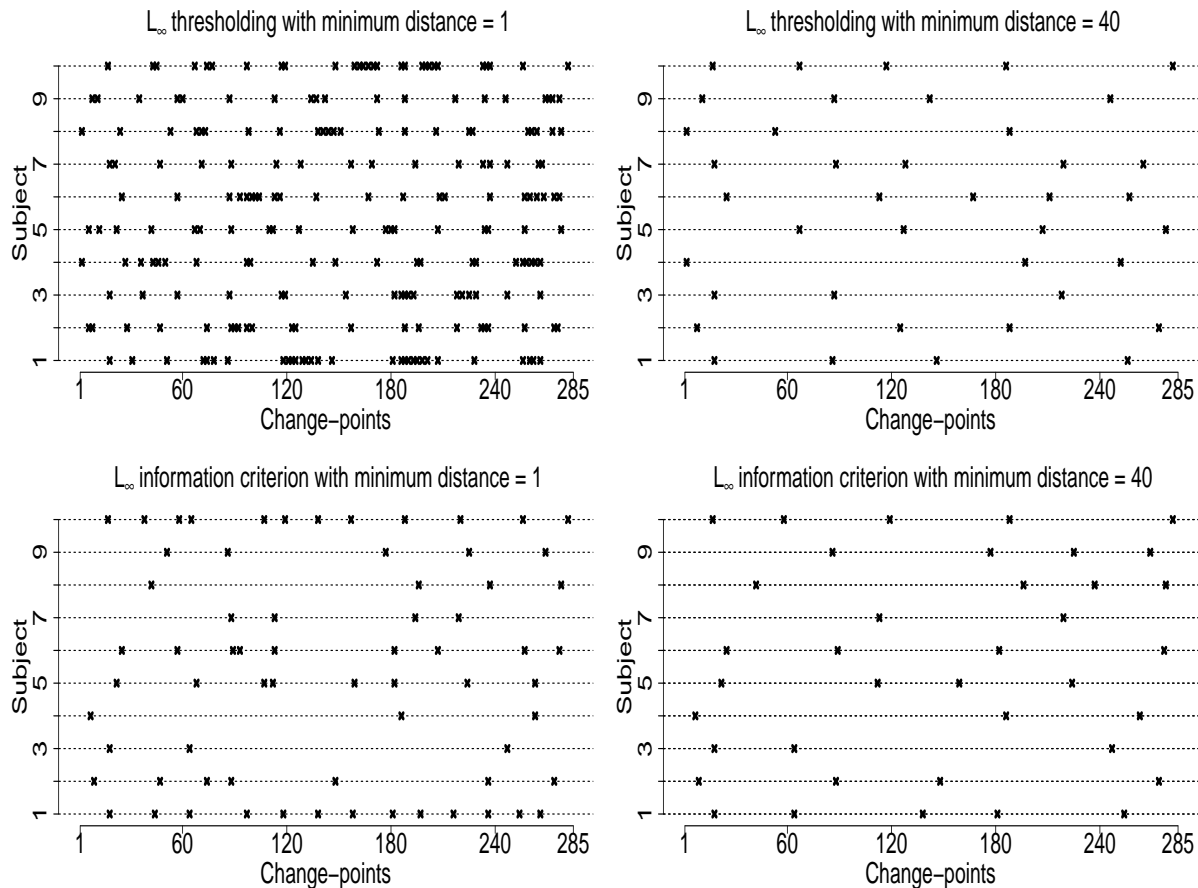 L∞ thresholding with minimum distance = 1
Subject
9
7
5
3
1
1 60 120 180 240 285
Change−points
L∞ thresholding with minimum distance = 40
Subject
9
7
5
3
1
1 60 120 180 240 285
Change−points
L∞ information criterion with minimum distance = 1
Subject
9
7
5
3
1
1 60 120 180 240 285
Change−points
L∞ information criterion with minimum distance = 40
Subject
9
7
5
3
1
1 60 120 180 240 285
Change−points